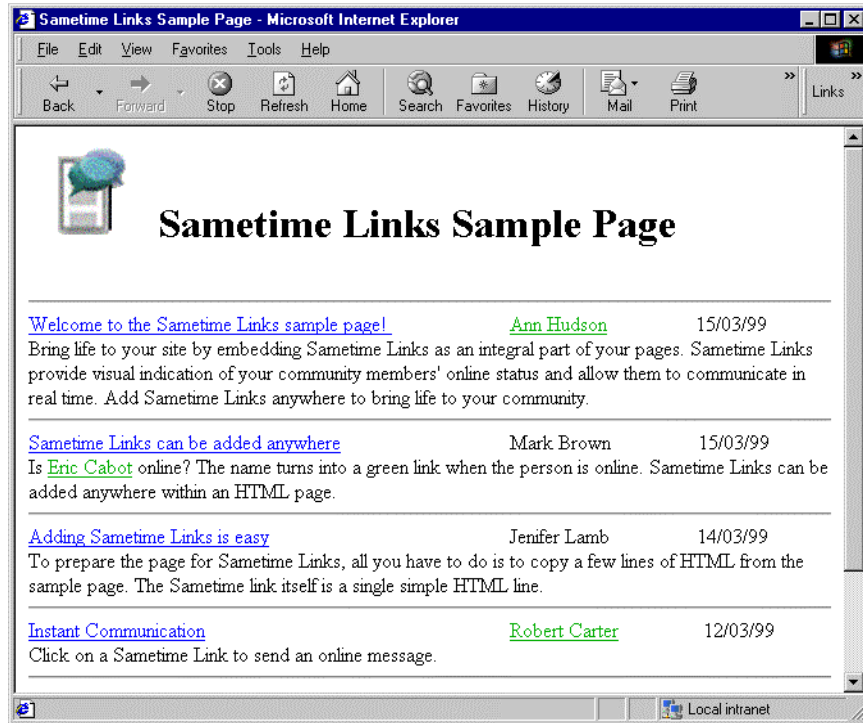 Sametime Links Sample Page - Microsoft Internet Explorer
File Edit View Favorites Tools Help
Back Forward Stop Refresh Home Search Favorites History Mail Print » Links »
Sametime Links Sample Page
Welcome to the Sametime Links sample page! Ann Hudson 15/03/99
Bring life to your site by embedding Sametime Links as an integral part of your pages. Sametime Links
provide visual indication of your community members' online status and allow them to communicate in
real time. Add Sametime Links anywhere to bring life to your community.
Sametime Links can be added anywhere Mark Brown 15/03/99
Is Eric Cabot online? The name turns into a green link when the person is online. Sametime Links can be
added anywhere within an HTML page.
Adding Sametime Links is easy Jenifer Lamb 14/03/99
To prepare the page for Sametime Links, all you have to do is to copy a few lines of HTML from the
sample page. The Sametime link itself is a single simple HTML line.
Instant Communication Robert Carter 12/03/99
Click on a Sametime Link to send an online message.
Local intranet